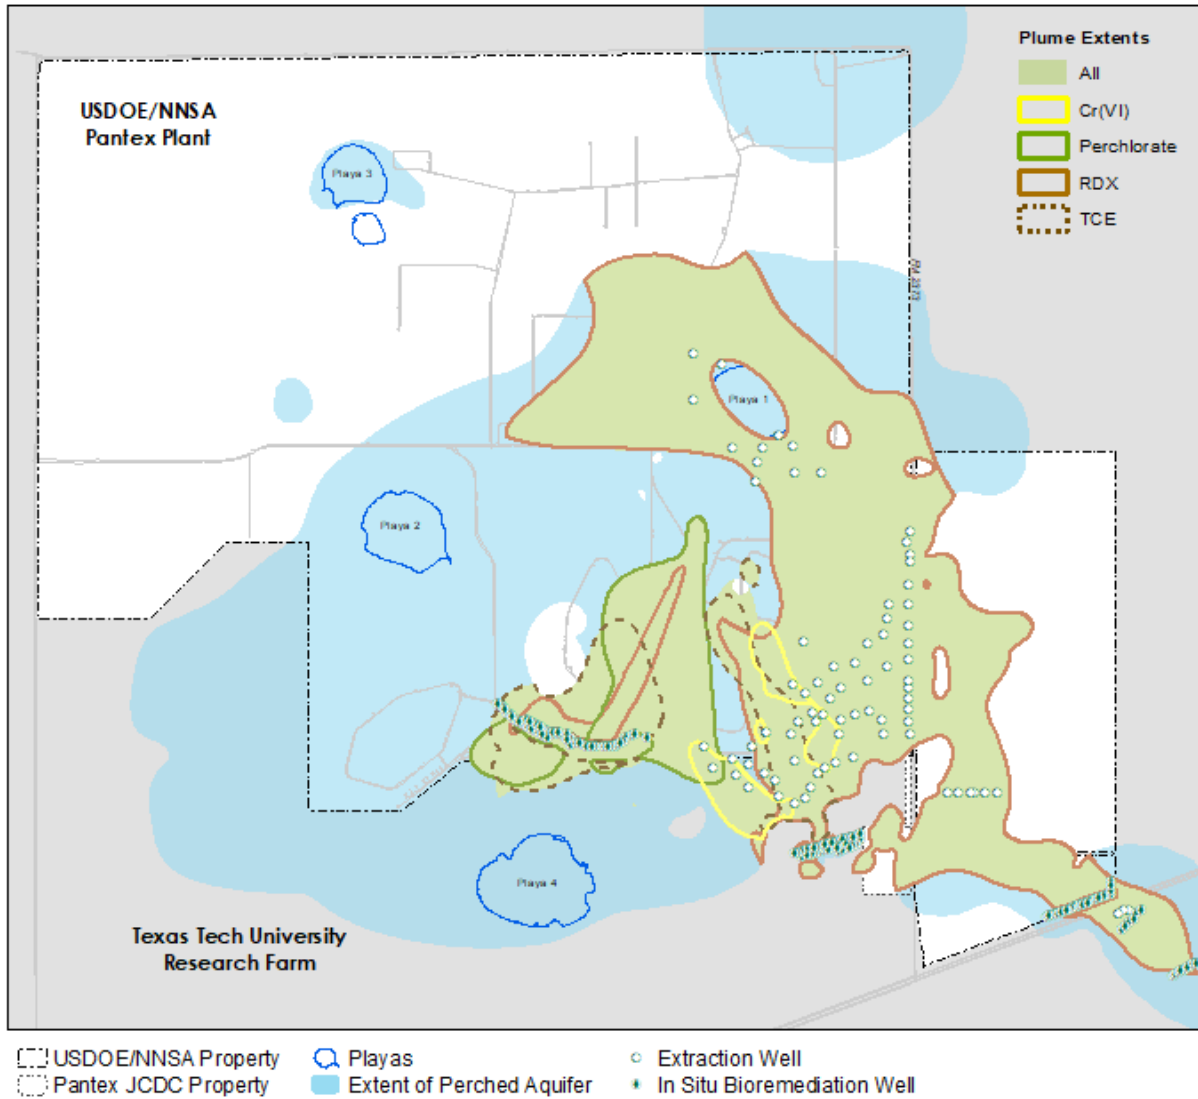 Plume Extents
All
Cr(VI)
Perchlorate
RDX
TCE
USDOE/NNSA
Pantex Plant
Playa 3
FM 2373
Playa 1
Playa 2
Playa 4
Texas Tech University
Research Farm
USDOE/NNSA Property
Playas
Extraction Well
Pantex JCDC Property
Extent of Perched Aquifer
In Situ Bioremediation Well